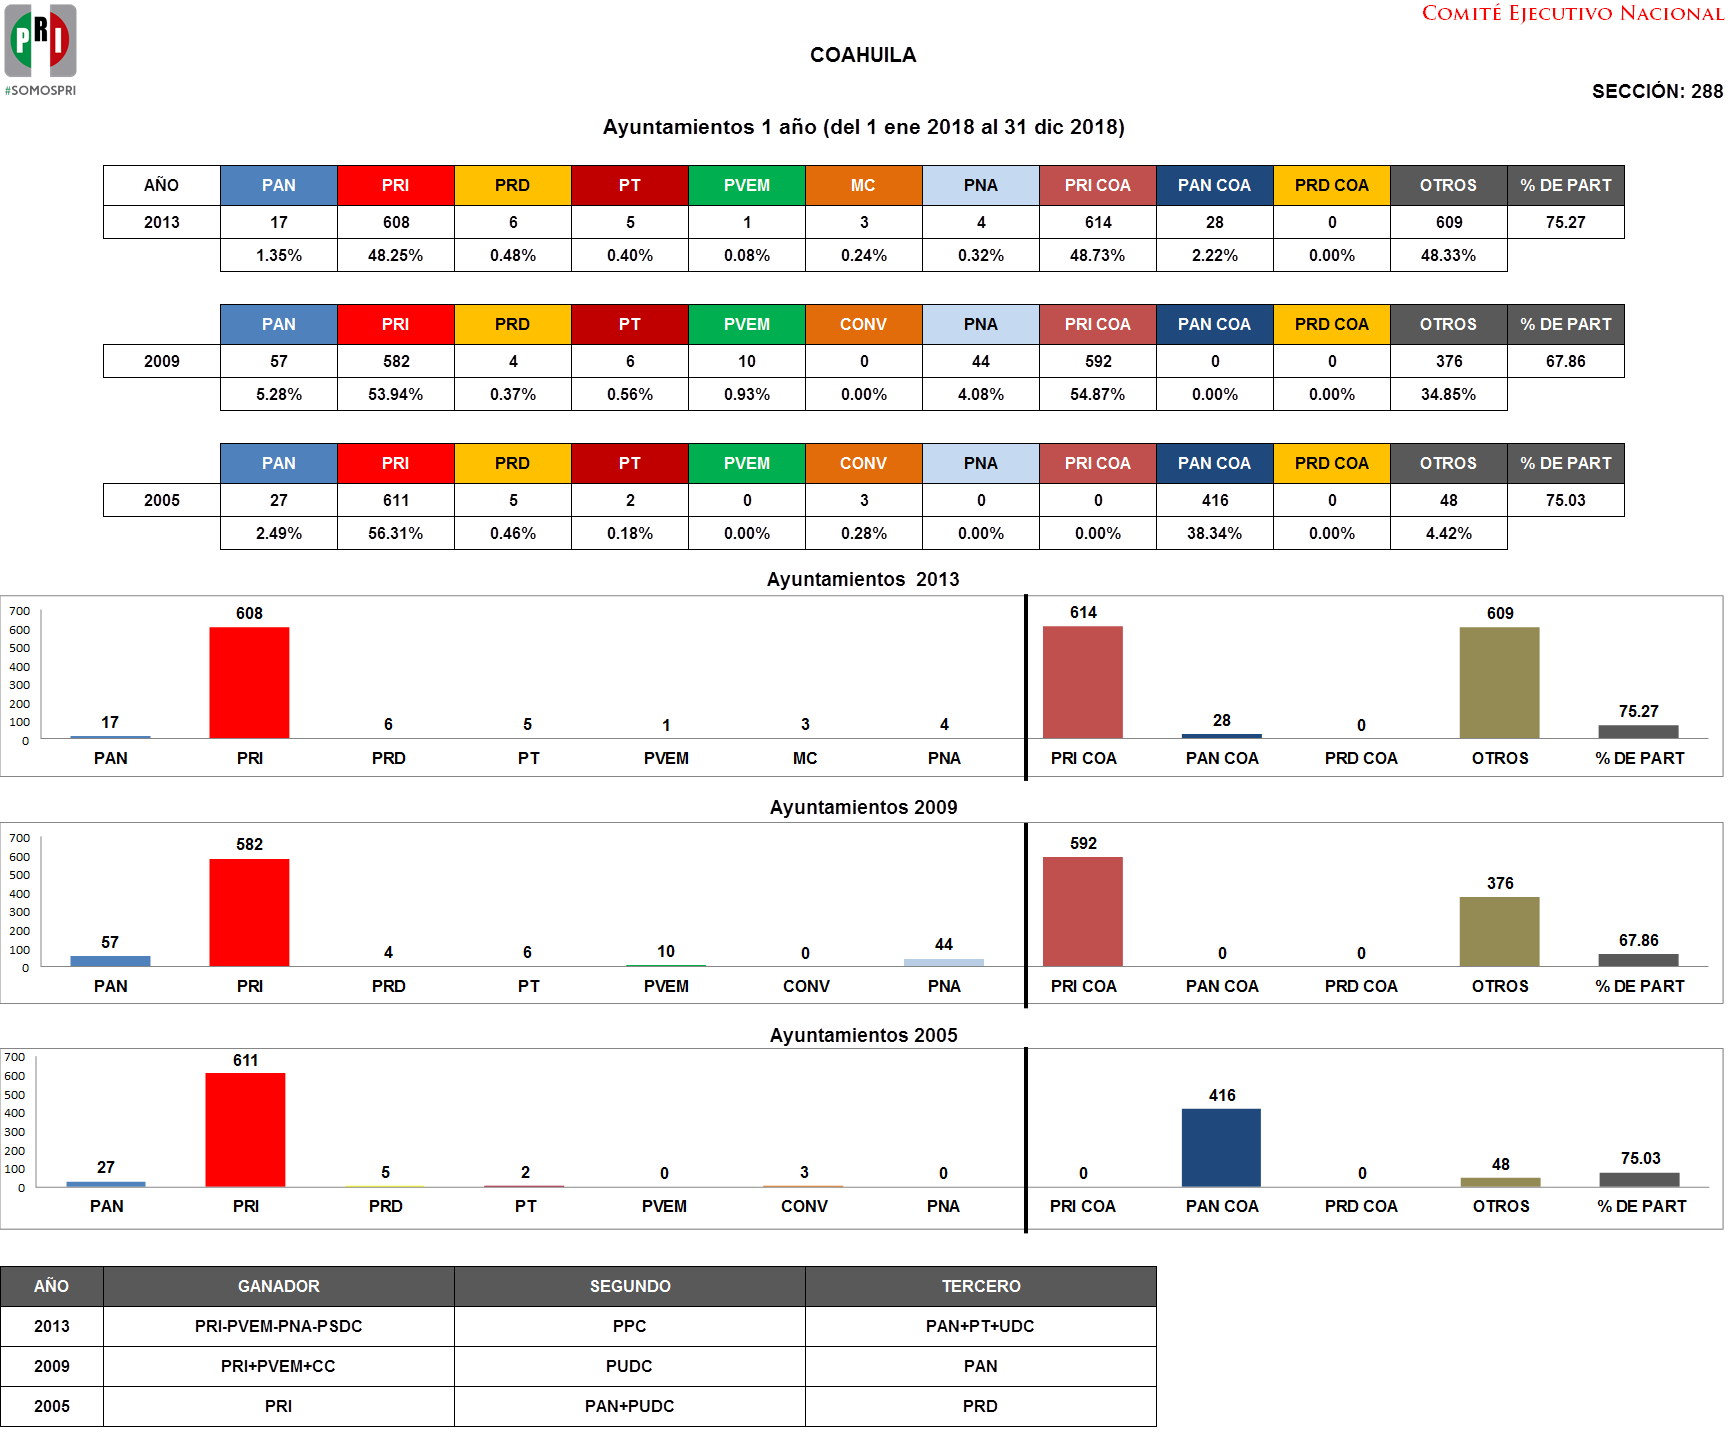 PRI
#SOMOSPRI
COMITÉ EJECUTIVO NACIONAL
COAHUILA
SECCIÓN: 288
Ayuntamientos 1 año (del 1 ene 2018 al 31 dic 2018)
AÑO PAN PRI PRD PT PVEM MC PNA PRI COA PAN COA PRD COA OTROS % DE PART
2013 17 608 6 5 1 3 4 614 28 0 609 75.27
1.35% 48.25% 0.48% 0.40% 0.08% 0.24% 0.32% 48.73% 2.22% 0.00% 48.33%
PAN PRI PRD PT PVEM CONV PNA PRI COA PAN COA PRD COA OTROS % DE PART
2009 57 582 4 6 10 0 44 592 0 0 376 67.86
5.28% 53.94% 0.37% 0.56% 0.93% 0.00% 4.08% 54.87% 0.00% 0.00% 34.85%
PAN PRI PRD PT PVEM CONV PNA PRI COA PAN COA PRD COA OTROS % DE PART
2005 27 611 5 2 0 3 0 0 416 0 48 75.03
2.49% 56.31% 0.46% 0.18% 0.00% 0.28% 0.00% 0.00% 38.34% 0.00% 4.42%
Ayuntamientos 2013
700
600
500
400
300
200
100
0
17 608 6 5 1 3 4 614 28 0 609 75.27
PAN PRI PRD PT PVEM MC PNA PRI COA PAN COA PRD COA OTROS % DE PART
Ayuntamientos 2009
700
600
500
400
300
200
100
0
57 582 4 6 10 0 44 592 0 0 376 67.86
PAN PRI PRD PT PVEM CONV PNA PRI COA PAN COA PRD COA OTROS % DE PART
Ayuntamientos 2005
700
600
500
400
300
200
100
0
27 611 5 2 0 3 0 0 416 0 48 75.03
PAN PRI PRD PT PVEM CONV PNA PRI COA PAN COA PRD COA OTROS % DE PART
AÑO GANADOR SEGUNDO TERCERO
2013 PRI-PVEM-PNA-PSDC PPC PAN+PT+UDC
2009 PRI+PVEM+CC PUDC PAN
2005 PRI PAN+PUDC PRD